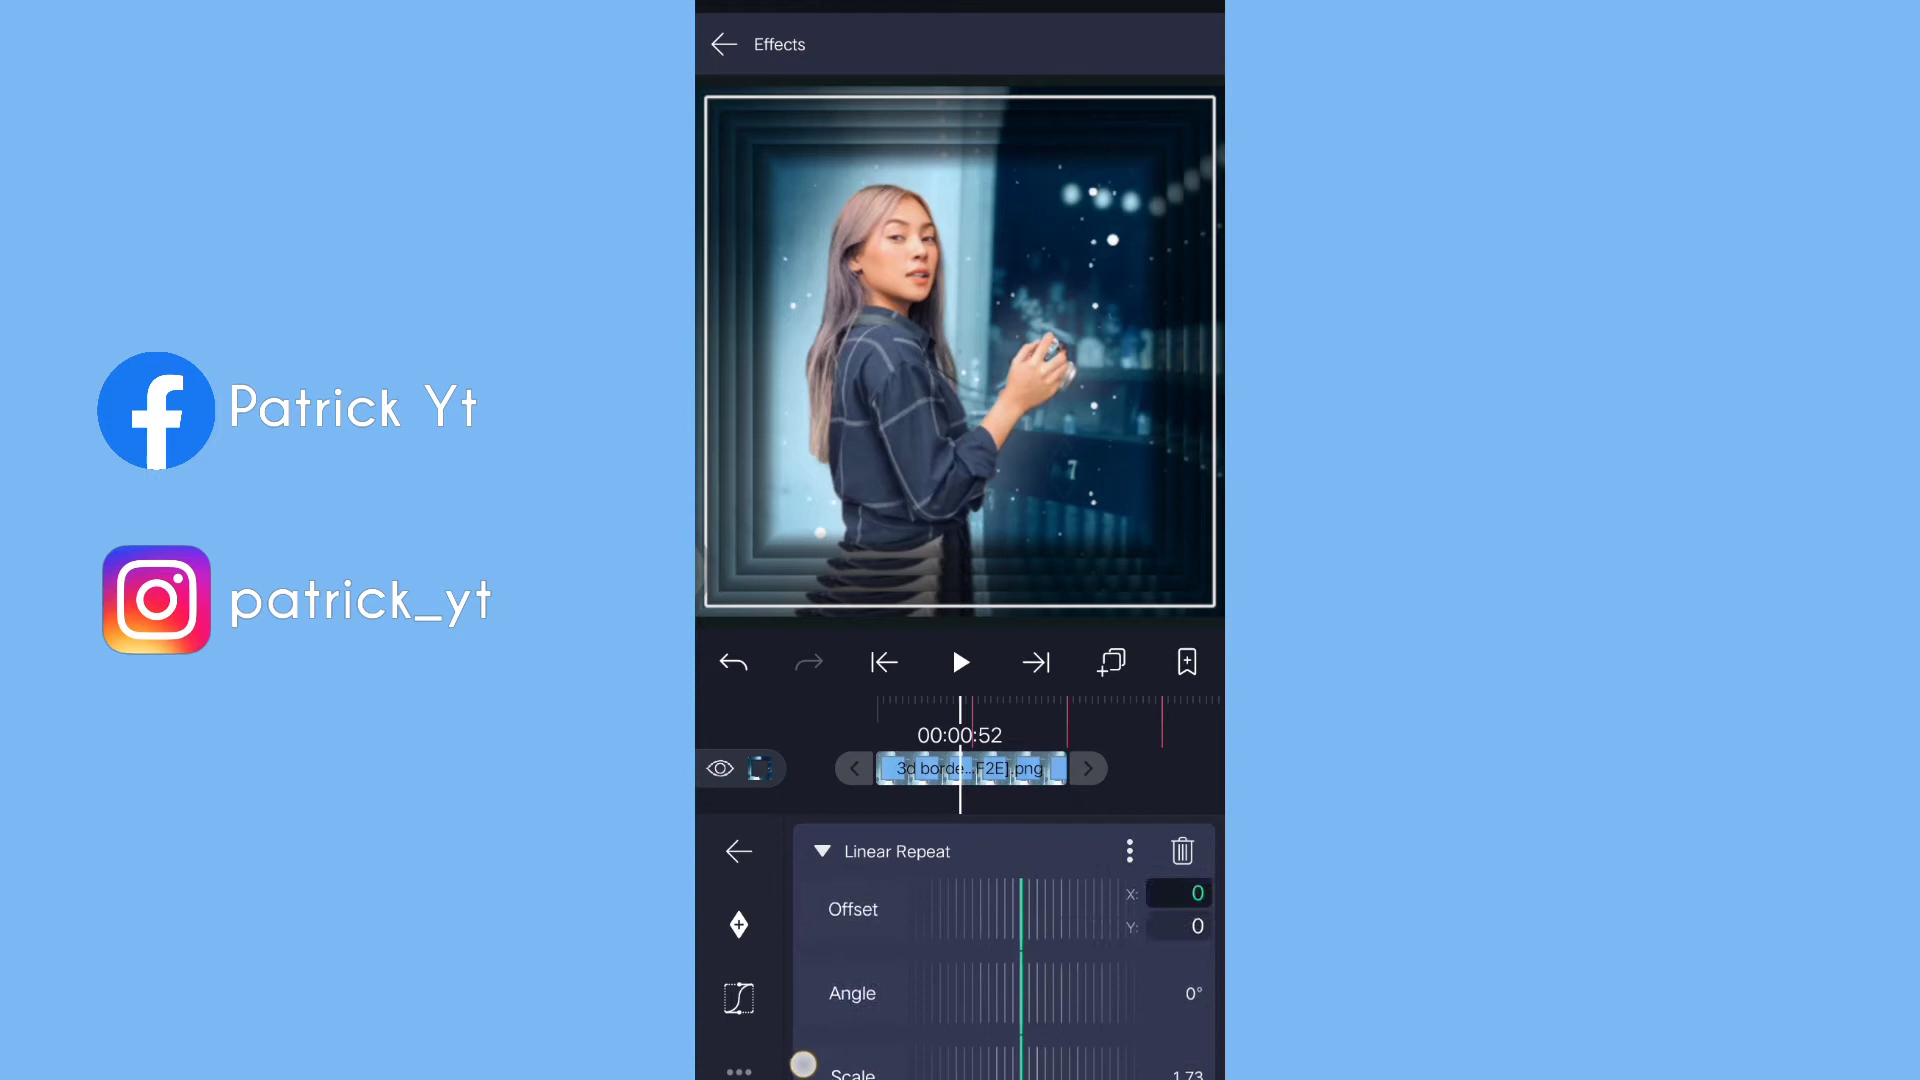 Effects
Patrick Yt
patrick_yt
7
00:00:52
3d borde...F2E].png
Linear Repeat
Offset
X: 0
Y: 0
Angle
0°
Scale
1.73